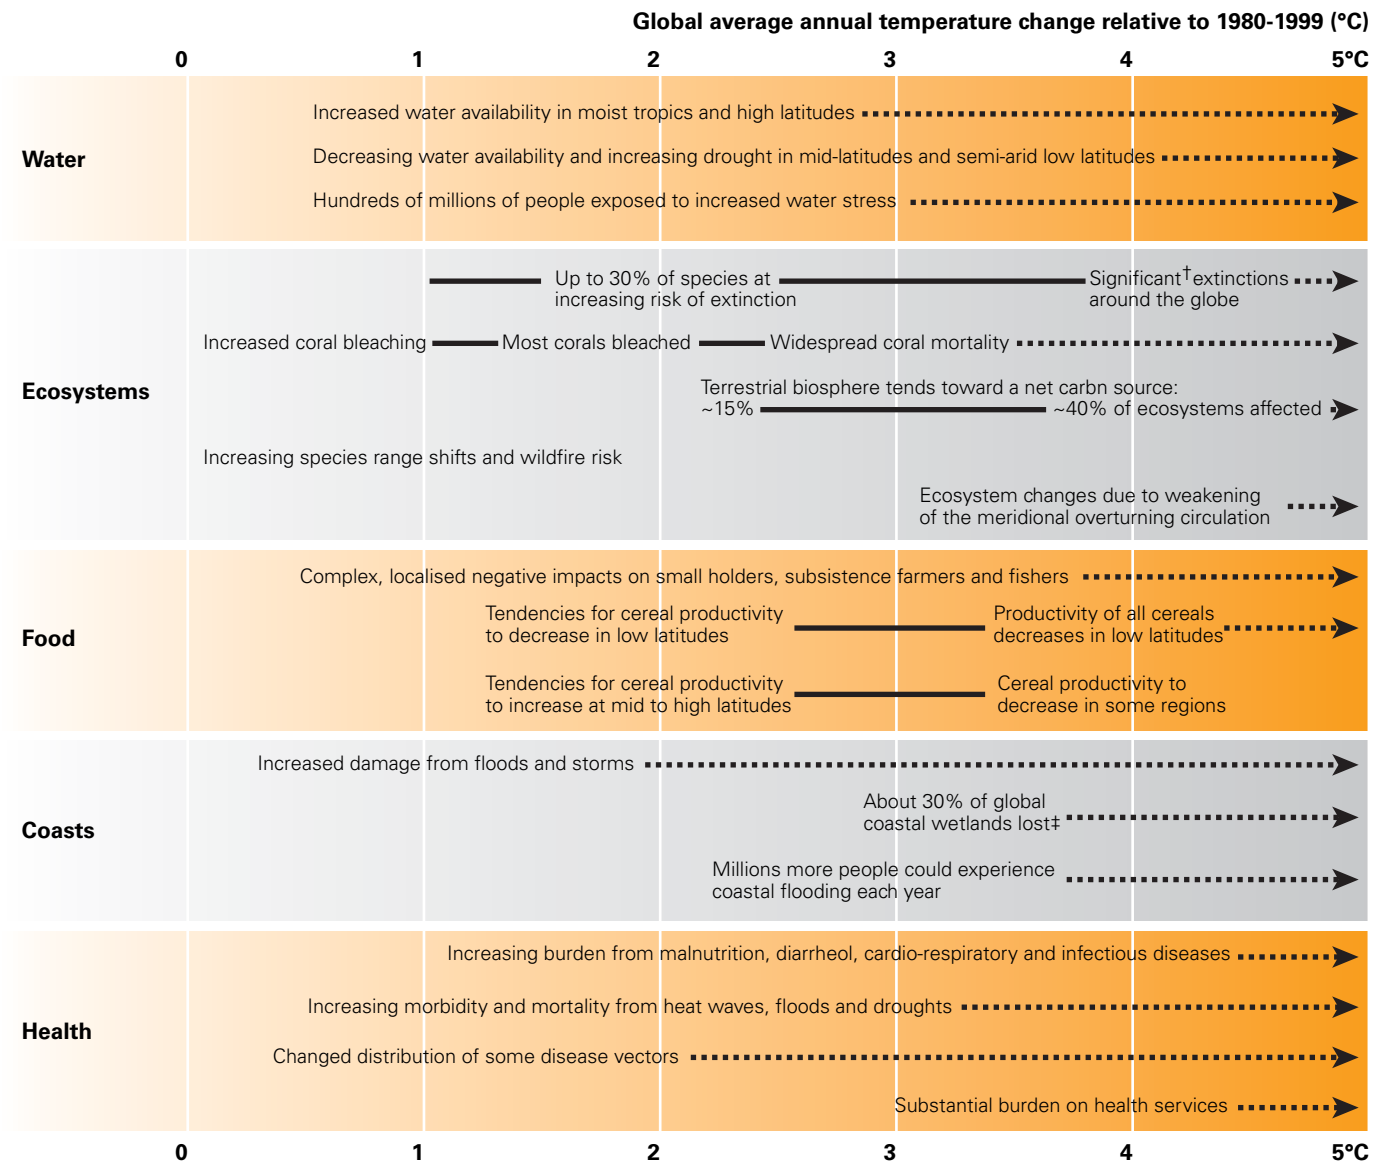 Global average annual temperature change relative to 1980-1999 (°C)
0 1 2 3 4 5°C
Water
Increased water availability in moist tropics and high latitudes
Decreasing water availability and increasing drought in mid-latitudes and semi-arid low latitudes
Hundreds of millions of people exposed to increased water stress
Ecosystems
Up to 30% of species at
increasing risk of extinction
Significant† extinctions
around the globe
Increased coral bleaching Most corals bleached Widespread coral mortality
Terrestrial biosphere tends toward a net carbn source:
~15% ~40% of ecosystems affected
Increasing species range shifts and wildfire risk
Ecosystem changes due to weakening
of the meridional overturning circulation
Food
Complex, localised negative impacts on small holders, subsistence farmers and fishers
Tendencies for cereal productivity
to decrease in low latitudes
Productivity of all cereals
decreases in low latitudes
Tendencies for cereal productivity
to increase at mid to high latitudes
Cereal productivity to
decrease in some regions
Coasts
Increased damage from floods and storms
About 30% of global
coastal wetlands lost‡
Millions more people could experience
coastal flooding each year
Health
Increasing burden from malnutrition, diarrheol, cardio-respiratory and infectious diseases
Increasing morbidity and mortality from heat waves, floods and droughts
Changed distribution of some disease vectors
Substantial burden on health services
0 1 2 3 4 5°C